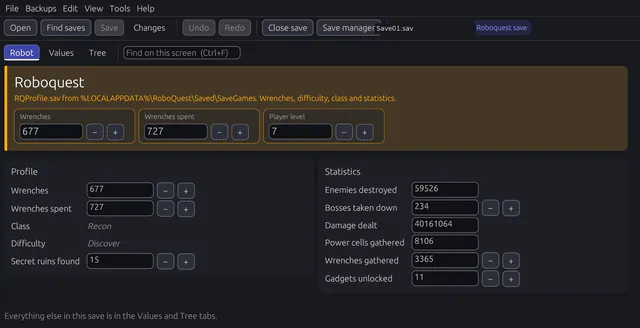 File Backups Edit View Tools Help
Open Find saves Save Changes Undo Redo Close save Save manager Save01.sav Roboquest save
Robot Values Tree Find on this screen (Ctrl+F)
Roboquest
RQProfile.sav from %LOCALAPPDATA%\RoboQuest\Saved\SaveGames. Wrenches, difficulty, class and statistics.
Wrenches Wrenches spent Player level
677 − + 727 − + 7 − +
Profile
Wrenches 677 − +
Wrenches spent 727 − +
Class Recon
Difficulty Discover
Secret ruins found 15 − +
Statistics
Enemies destroyed 59526
Bosses taken down 234 − +
Damage dealt 40161064
Power cells gathered 8106
Wrenches gathered 3365 − +
Gadgets unlocked 11 − +
Everything else in this save is in the Values and Tree tabs.